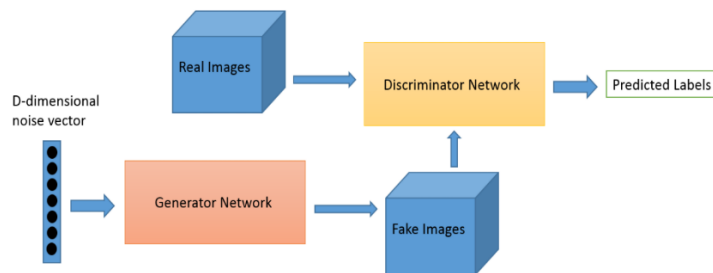 Real Images
Discriminator Network
Predicted Labels
D-dimensional
noise vector
Generator Network
Fake Images